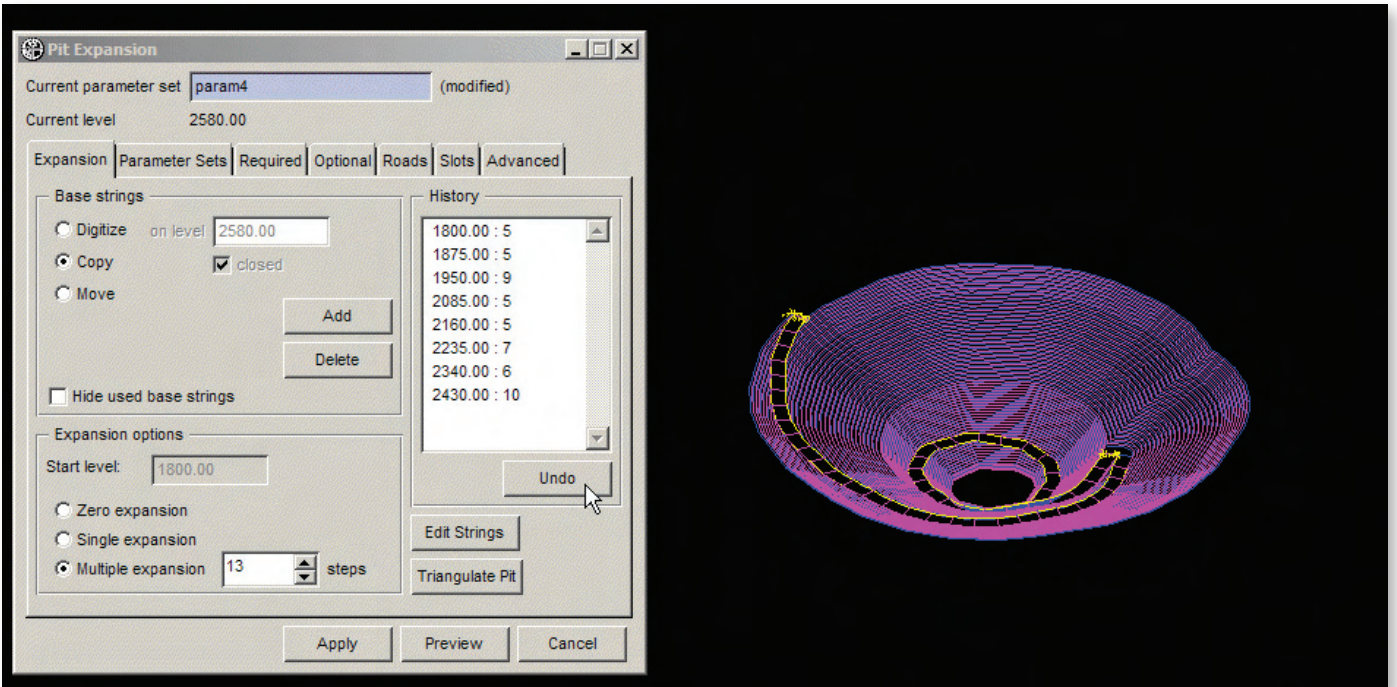 Pit Expansion
Current parameter set param4 (modified)
Current level 2580.00
Expansion Parameter Sets Required Optional Roads Slots Advanced
Base strings
Digitize on level 2580.00
Copy closed
Move
Add
Delete
Hide used base strings
Expansion options
Start level: 1800.00
Zero expansion
Single expansion
Multiple expansion 13 steps
History
1800.00 : 5
1875.00 : 5
1950.00 : 9
2085.00 : 5
2160.00 : 5
2235.00 : 7
2340.00 : 6
2430.00 : 10
Undo
Edit Strings
Triangulate Pit
Apply Preview Cancel